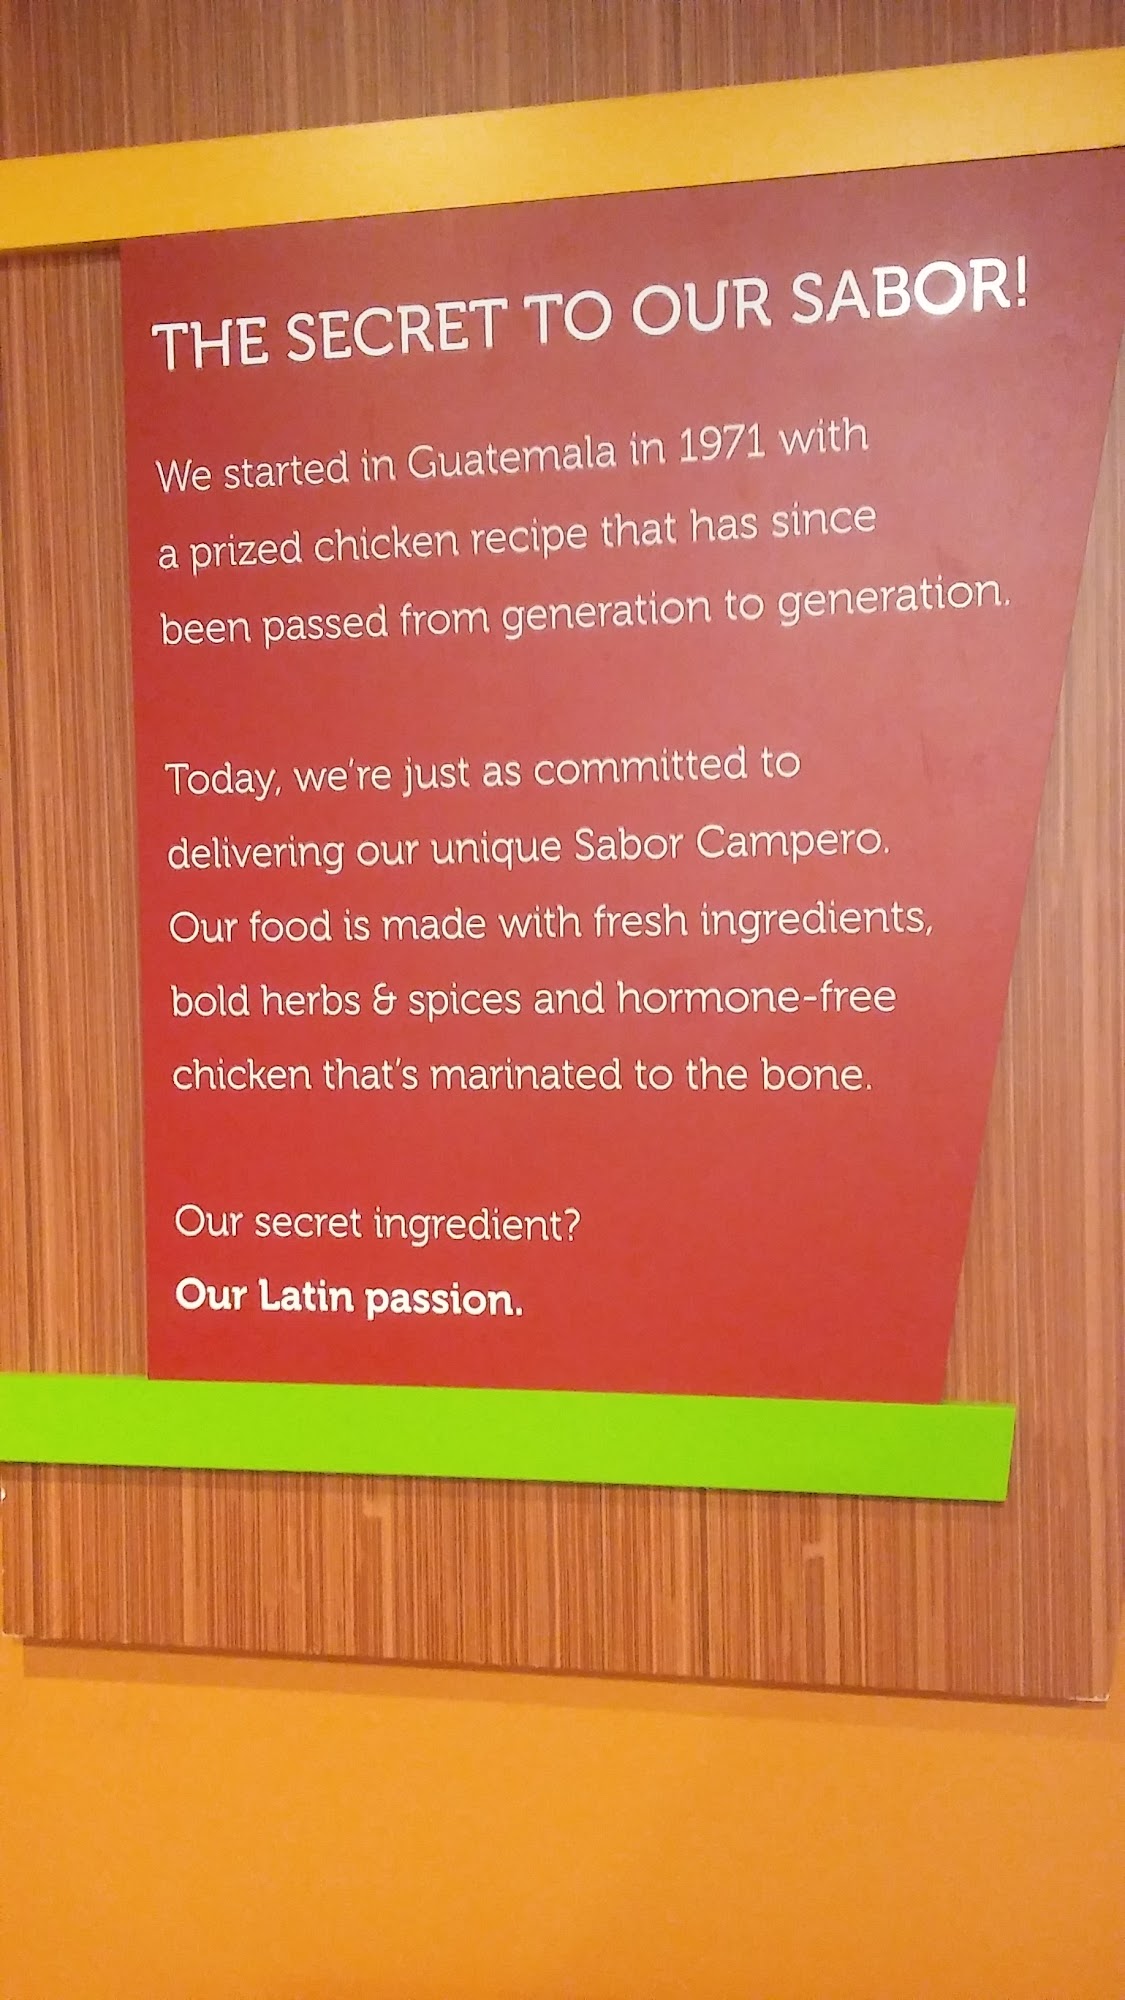 THE SECRET TO OUR SABOR!
We started in Guatemala in 1971 with
a prized chicken recipe that has since
been passed from generation to generation.
Today, we're just as committed to
delivering our unique Sabor Campero.
Our food is made with fresh ingredients,
bold herbs & spices and hormone-free
chicken that's marinated to the bone.
Our secret ingredient?
Our Latin passion.